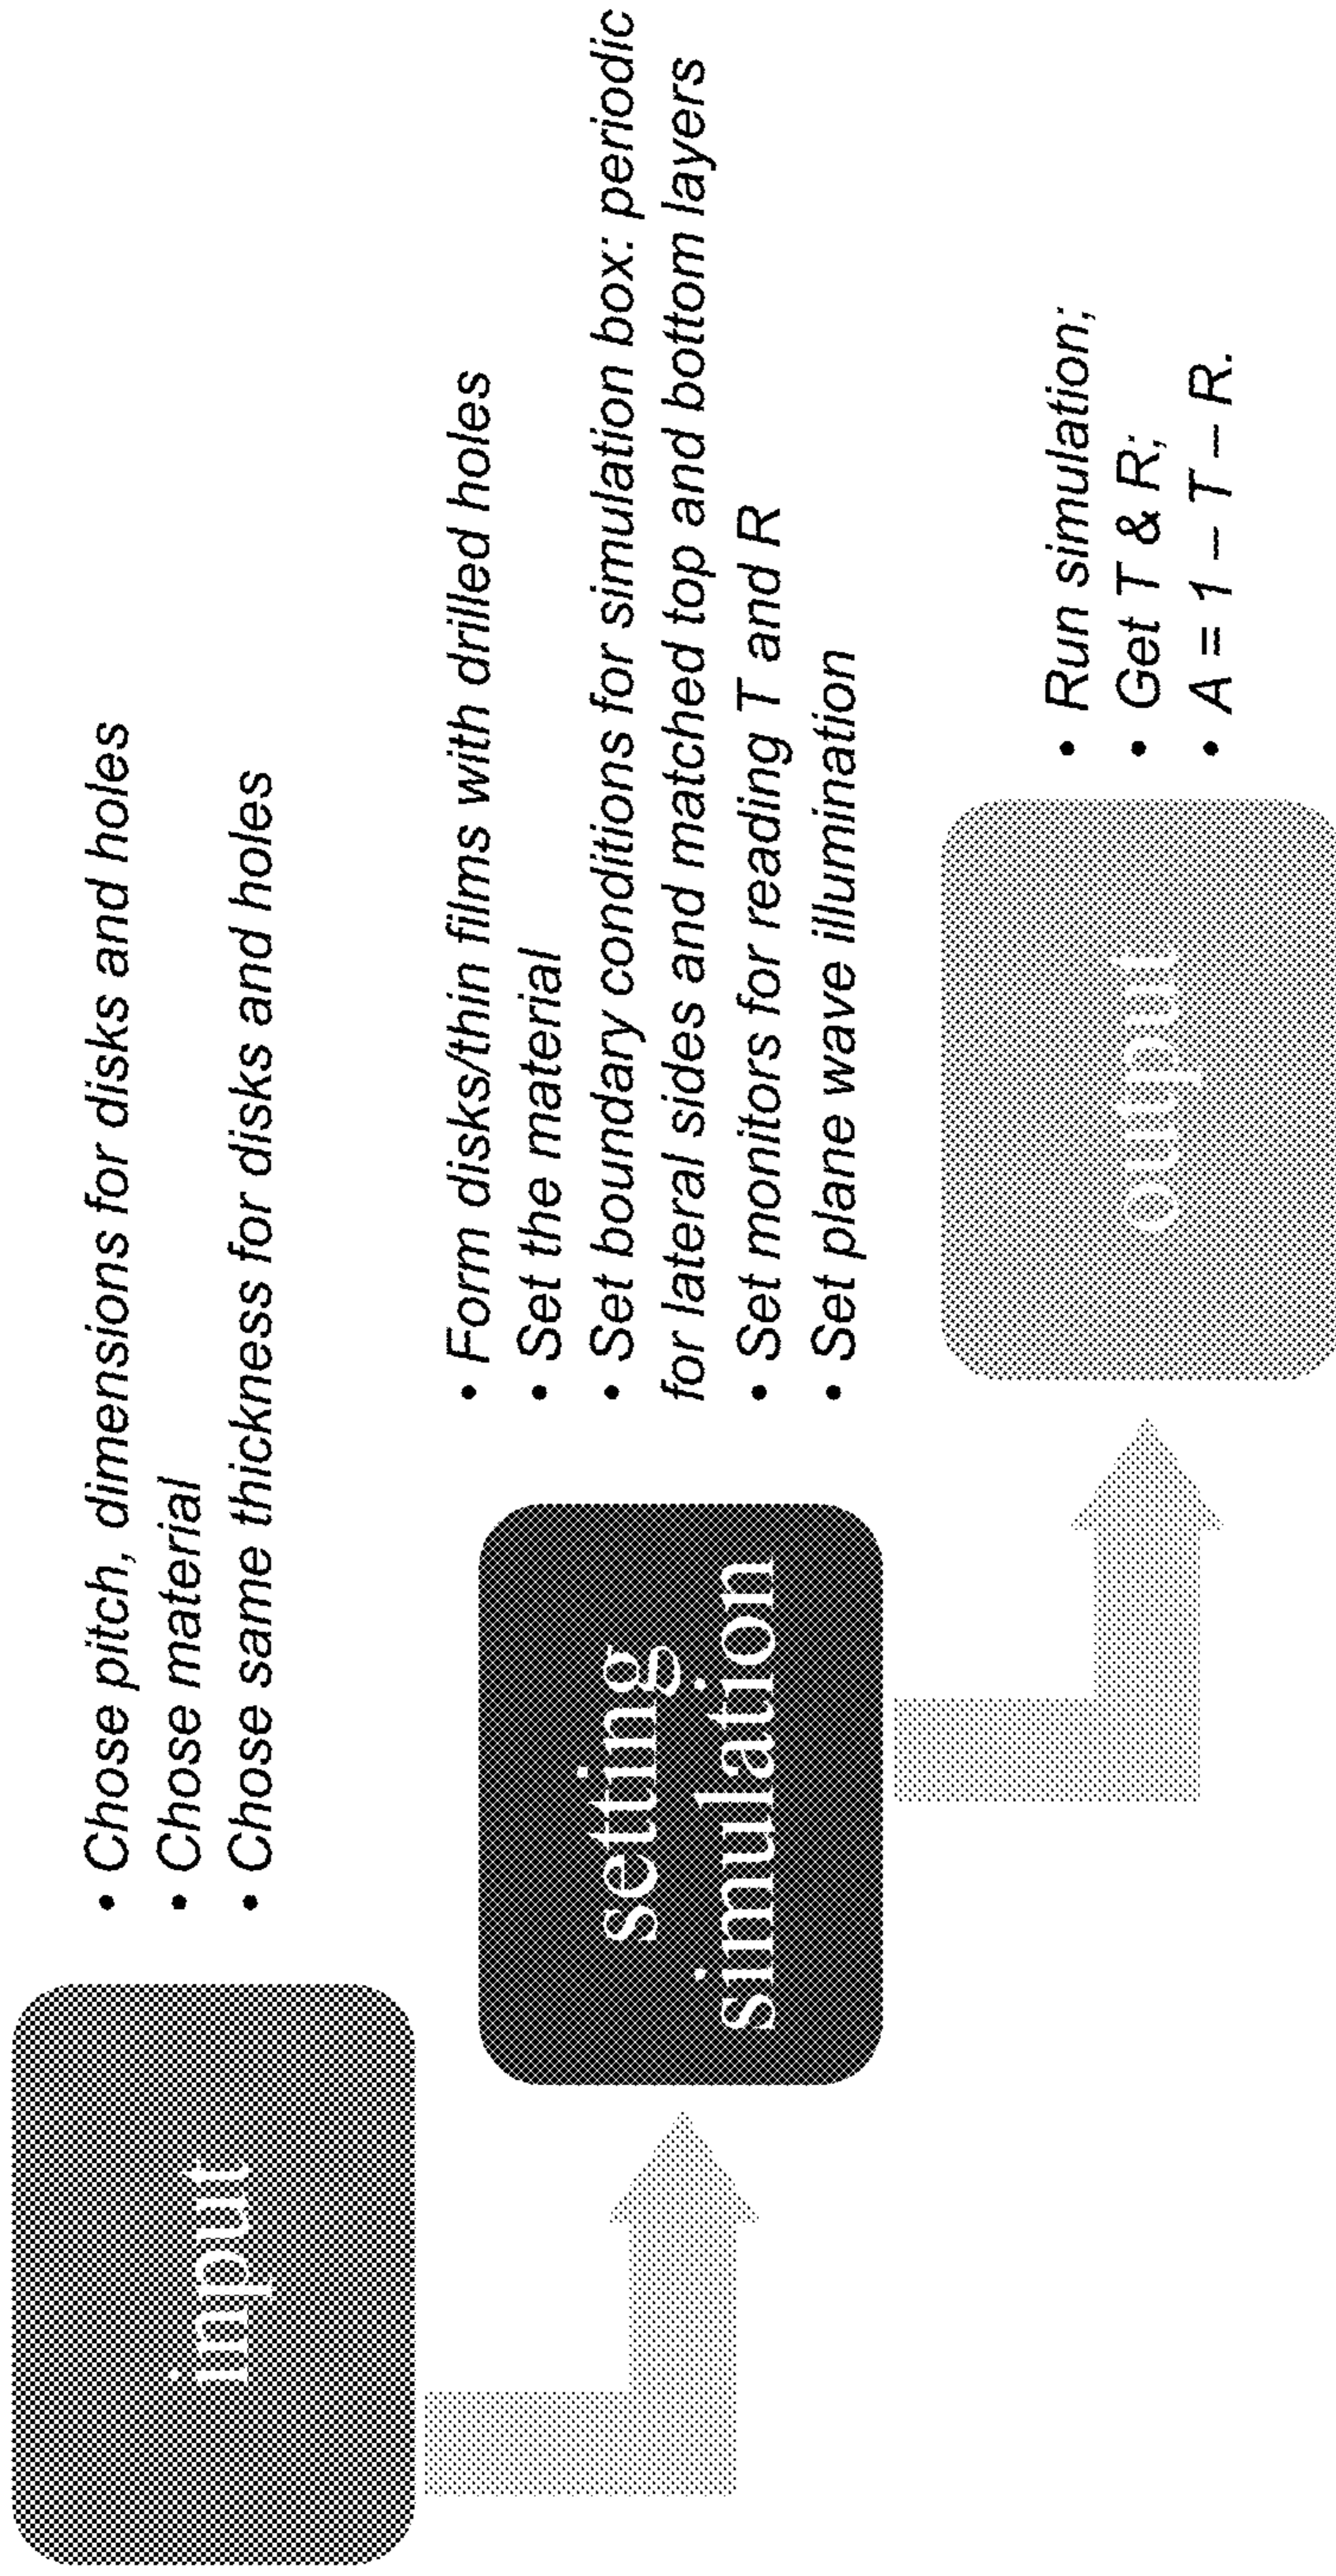 input
• Chose pitch, dimensions for disks and holes
• Chose material
• Chose same thickness for disks and holes
setting
simulation
• Form disks/thin films with drilled holes
• Set the material
• Set boundary conditions for simulation box: periodic
for lateral sides and matched top and bottom layers
• Set monitors for reading T and R
• Set plane wave illumination
output
• Run simulation;
• Get T & R;
• A = 1 – T – R.